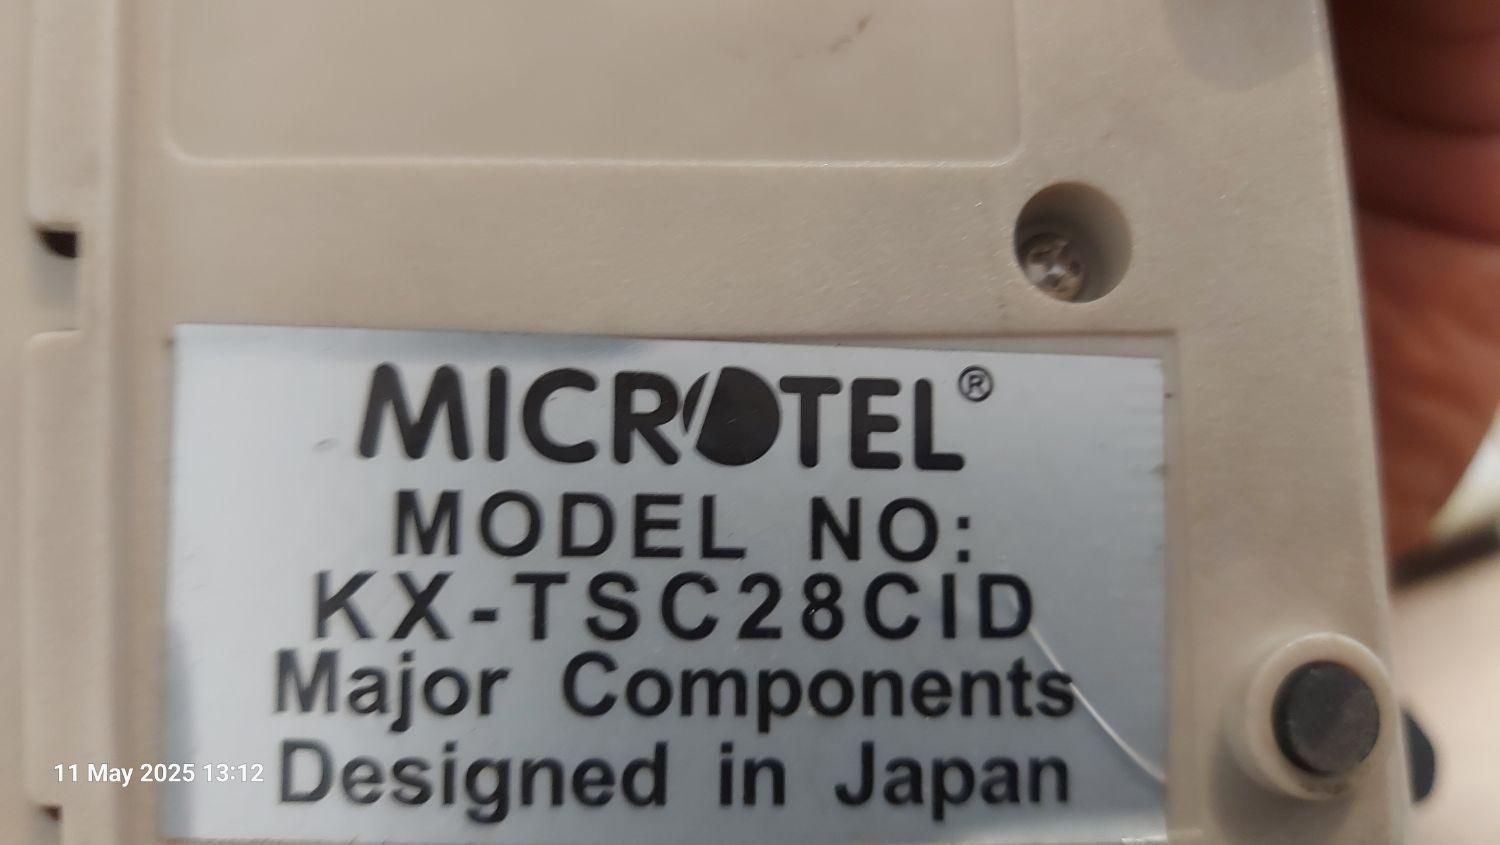 MICROTEL®
MODEL NO:
KX-TSC28CID
Major Components
Designed in Japan
11 May 2025 13:12